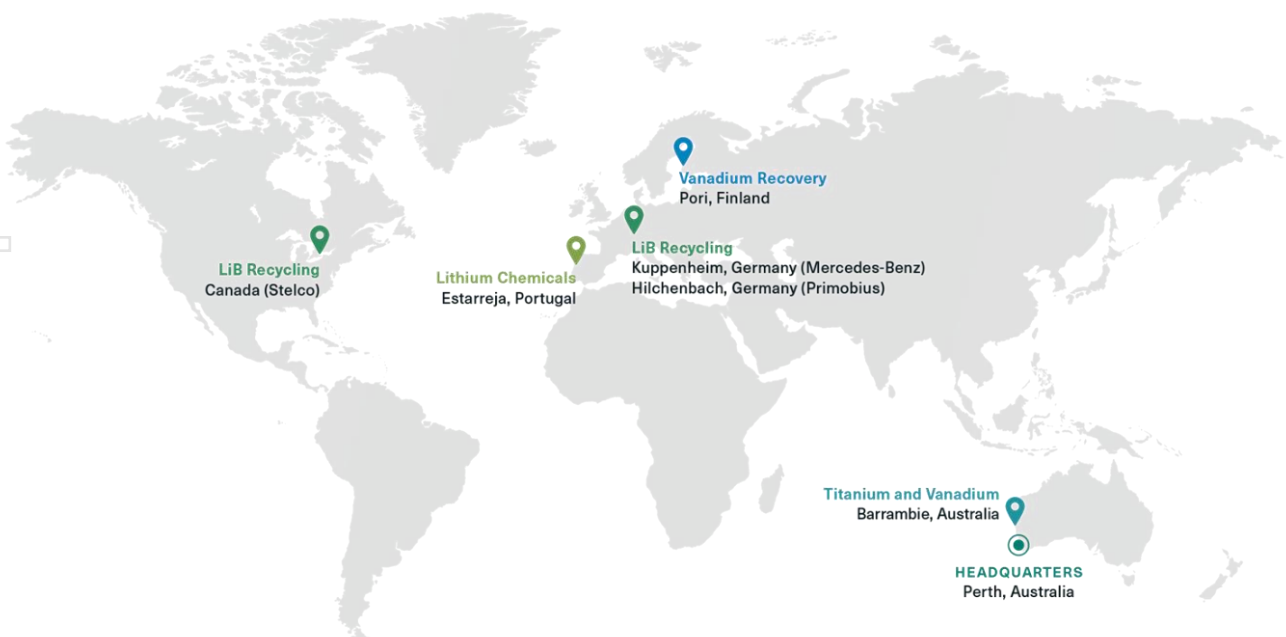 Vanadium Recovery
Pori, Finland
LiB Recycling
Kuppenheim, Germany (Mercedes-Benz)
Hilchenbach, Germany (Primobius)
LiB Recycling
Canada (Stelco)
Lithium Chemicals
Estarreja, Portugal
Titanium and Vanadium
Barrambie, Australia
HEADQUARTERS
Perth, Australia